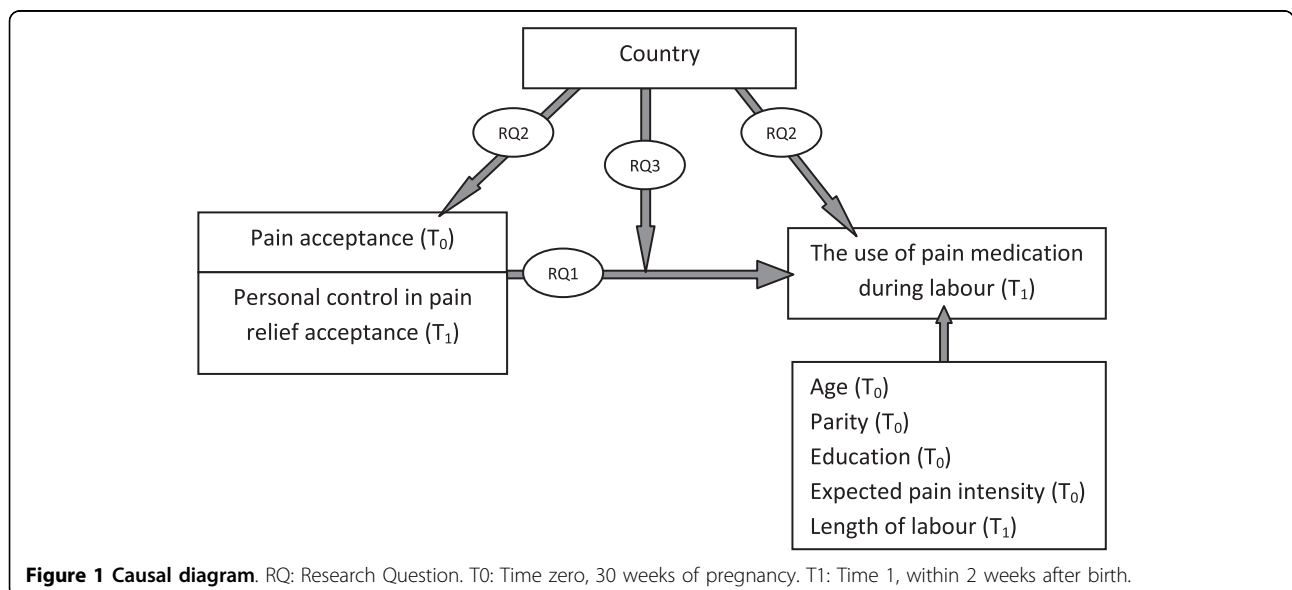 Country
RQ2
RQ3
RQ2
Pain acceptance (T₀)
Personal control in pain
relief acceptance (T₁)
RQ1
The use of pain medication
during labour (T₁)
Age (T₀)
Parity (T₀)
Education (T₀)
Expected pain intensity (T₀)
Length of labour (T₁)
Figure 1 Causal diagram. RQ: Research Question. T0: Time zero, 30 weeks of pregnancy. T1: Time 1, within 2 weeks after birth.